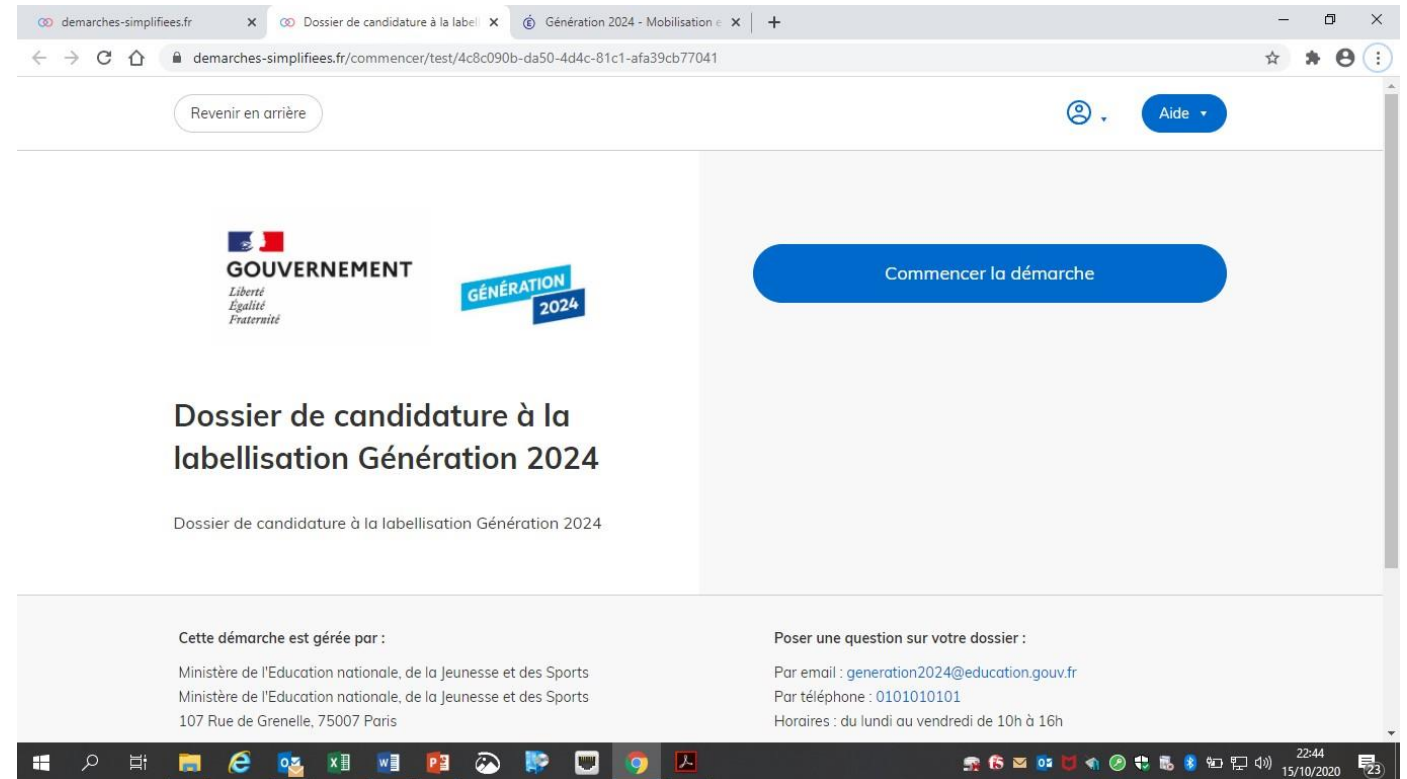 demarches-simplifiees.fr
Dossier de candidature à la label
Génération 2024 - Mobilisation e
demarches-simplifiees.fr/commencer/test/4c8c090b-da50-4d4c-81c1-afa39cb77041
Revenir en arrière
Aide
GOUVERNEMENT
Liberté
Égalité
Fraternité
GÉNÉRATION
2024
Commencer la démarche
Dossier de candidature à la
labellisation Génération 2024
Dossier de candidature à la labellisation Génération 2024
Cette démarche est gérée par :
Ministère de l'Education nationale, de la Jeunesse et des Sports
Ministère de l'Education nationale, de la Jeunesse et des Sports
107 Rue de Grenelle, 75007 Paris
Poser une question sur votre dossier :
Par email : generation2024@education.gouv.fr
Par téléphone : 0101010101
Horaires : du lundi au vendredi de 10h à 16h
22:44
15/10/2020
23